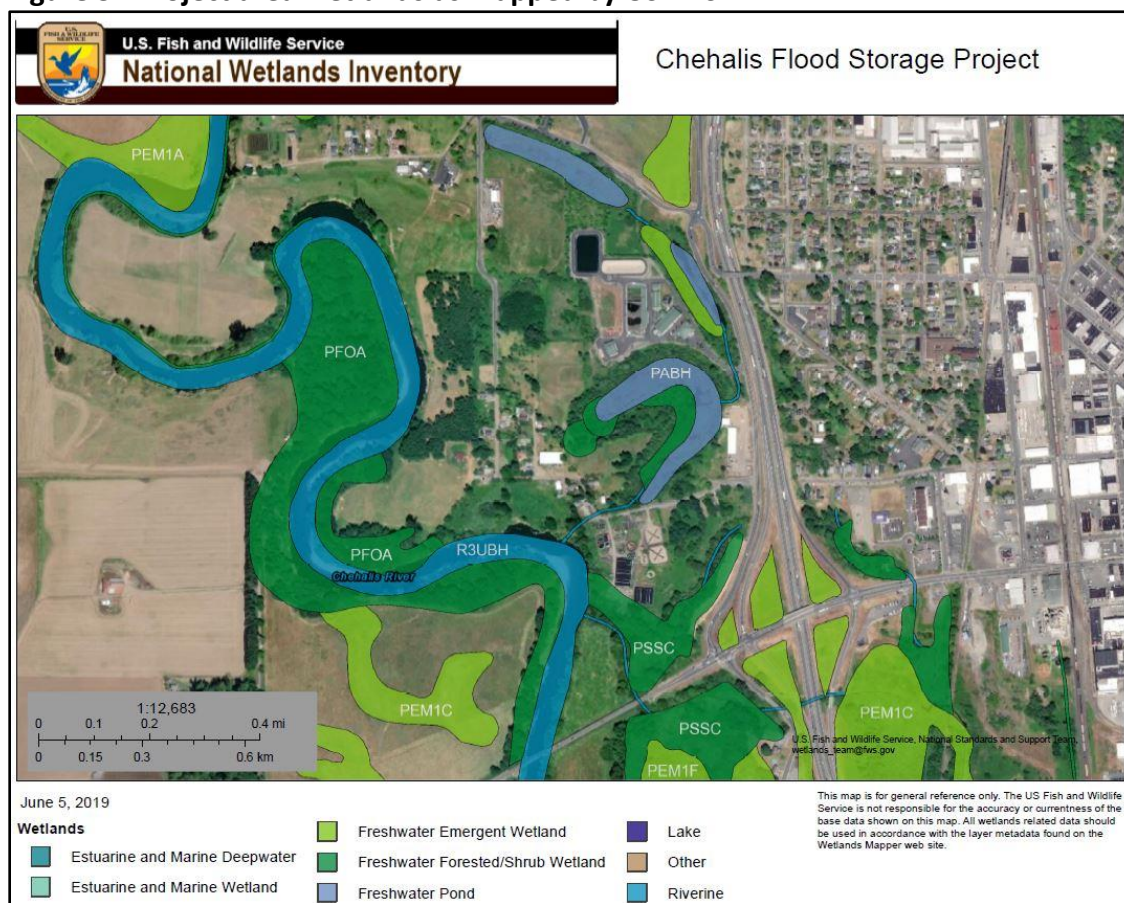 U.S.
FISH & WILDLIFE
SERVICE
U.S. Fish and Wildlife Service
National Wetlands Inventory
Chehalis Flood Storage Project
PEM1A
PFOA
PABH
PFOA
R3UBH
Chehalis River
PSSC
PEM1C
PSSC
PEM1C
PEM1F
1:12,683
0 0.1 0.2 0.4 mi
0 0.15 0.3 0.6 km
U.S. Fish and Wildlife Service, National Standards and Support Team,
wetlands_team@fws.gov
June 5, 2019
Wetlands
Estuarine and Marine Deepwater
Estuarine and Marine Wetland
Freshwater Emergent Wetland
Freshwater Forested/Shrub Wetland
Freshwater Pond
Lake
Other
Riverine
This map is for general reference only. The US Fish and Wildlife
Service is not responsible for the accuracy or currentness of the
base data shown on this map. All wetlands related data should
be used in accordance with the layer metadata found on the
Wetlands Mapper web site.